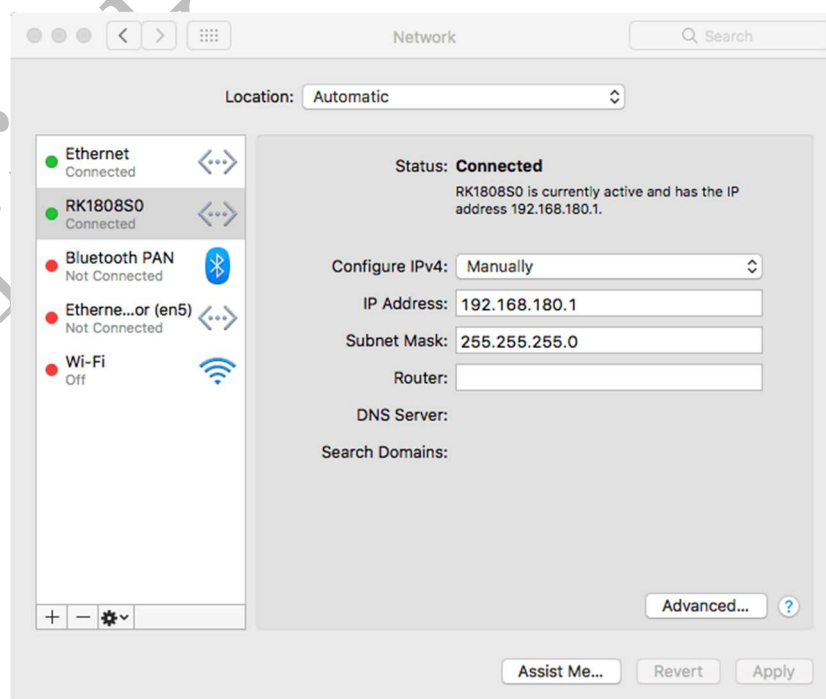 Network
Search
Location: Automatic
Ethernet
Connected
RK1808S0
Connected
Bluetooth PAN
Not Connected
Etherne...or (en5)
Not Connected
Wi-Fi
Off
Status: Connected
RK1808S0 is currently active and has the IP
address 192.168.180.1.
Configure IPv4: Manually
IP Address: 192.168.180.1
Subnet Mask: 255.255.255.0
Router:
DNS Server:
Search Domains:
Advanced... ?
Assist Me... Revert Apply